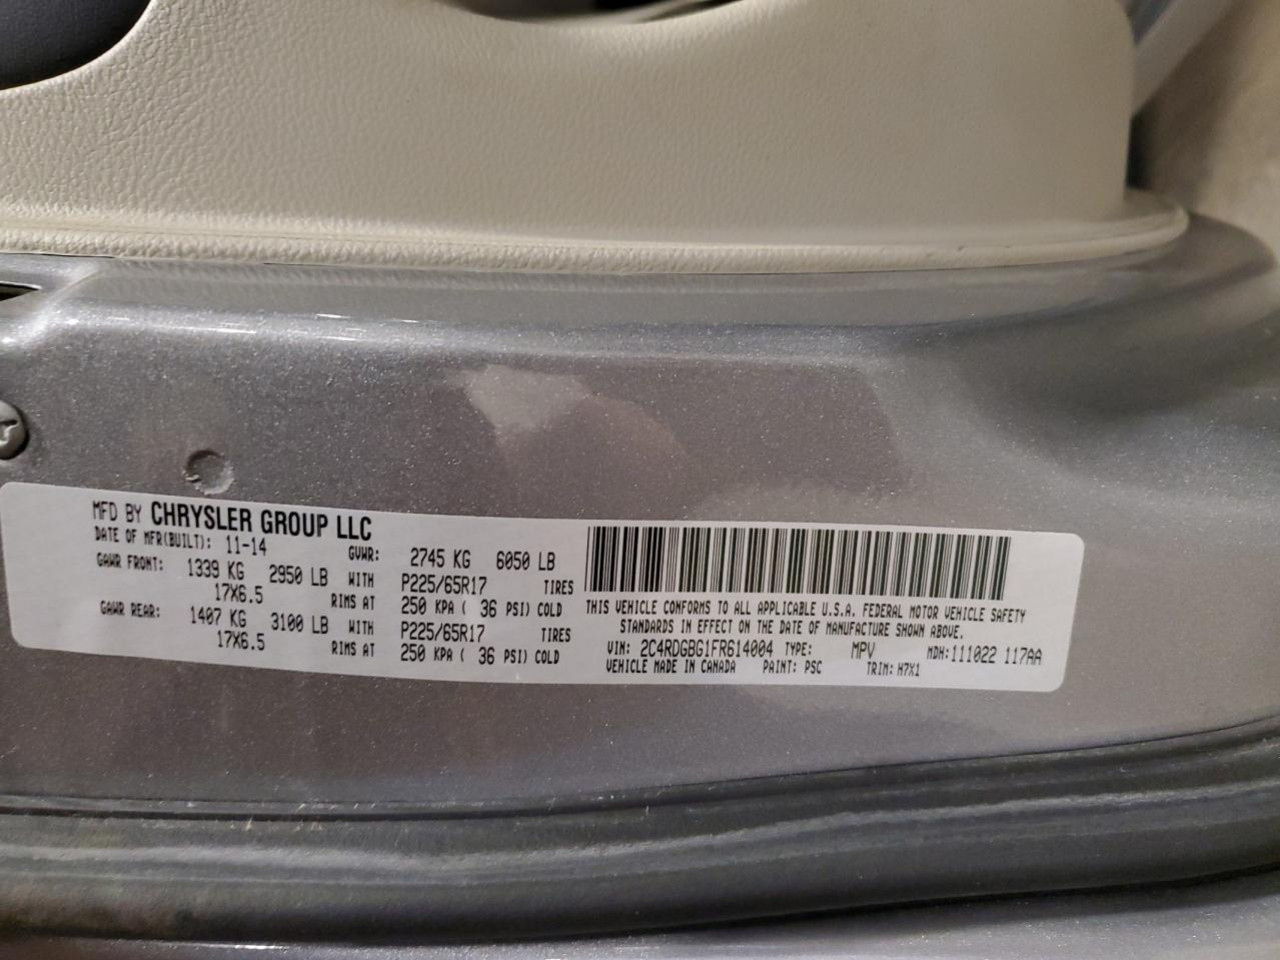 MFD BY CHRYSLER GROUP LLC
DATE OF MFR(BUILT): 11-14 GVWR: 2745 KG 6050 LB
GAWR FRONT: 1339 KG 2950 LB WITH P225/65R17 TIRES
17X6.5 RIMS AT 250 KPA ( 36 PSI) COLD
GAWR REAR: 1407 KG 3100 LB WITH P225/65R17 TIRES
17X6.5 RIMS AT 250 KPA ( 36 PSI) COLD
THIS VEHICLE CONFORMS TO ALL APPLICABLE U.S.A. FEDERAL MOTOR VEHICLE SAFETY
STANDARDS IN EFFECT ON THE DATE OF MANUFACTURE SHOWN ABOVE.
VIN: 2C4RDGBG1FR614004 TYPE: MPV MDH:111022 117AA
VEHICLE MADE IN CANADA PAINT: PSC TRIM: H7X1